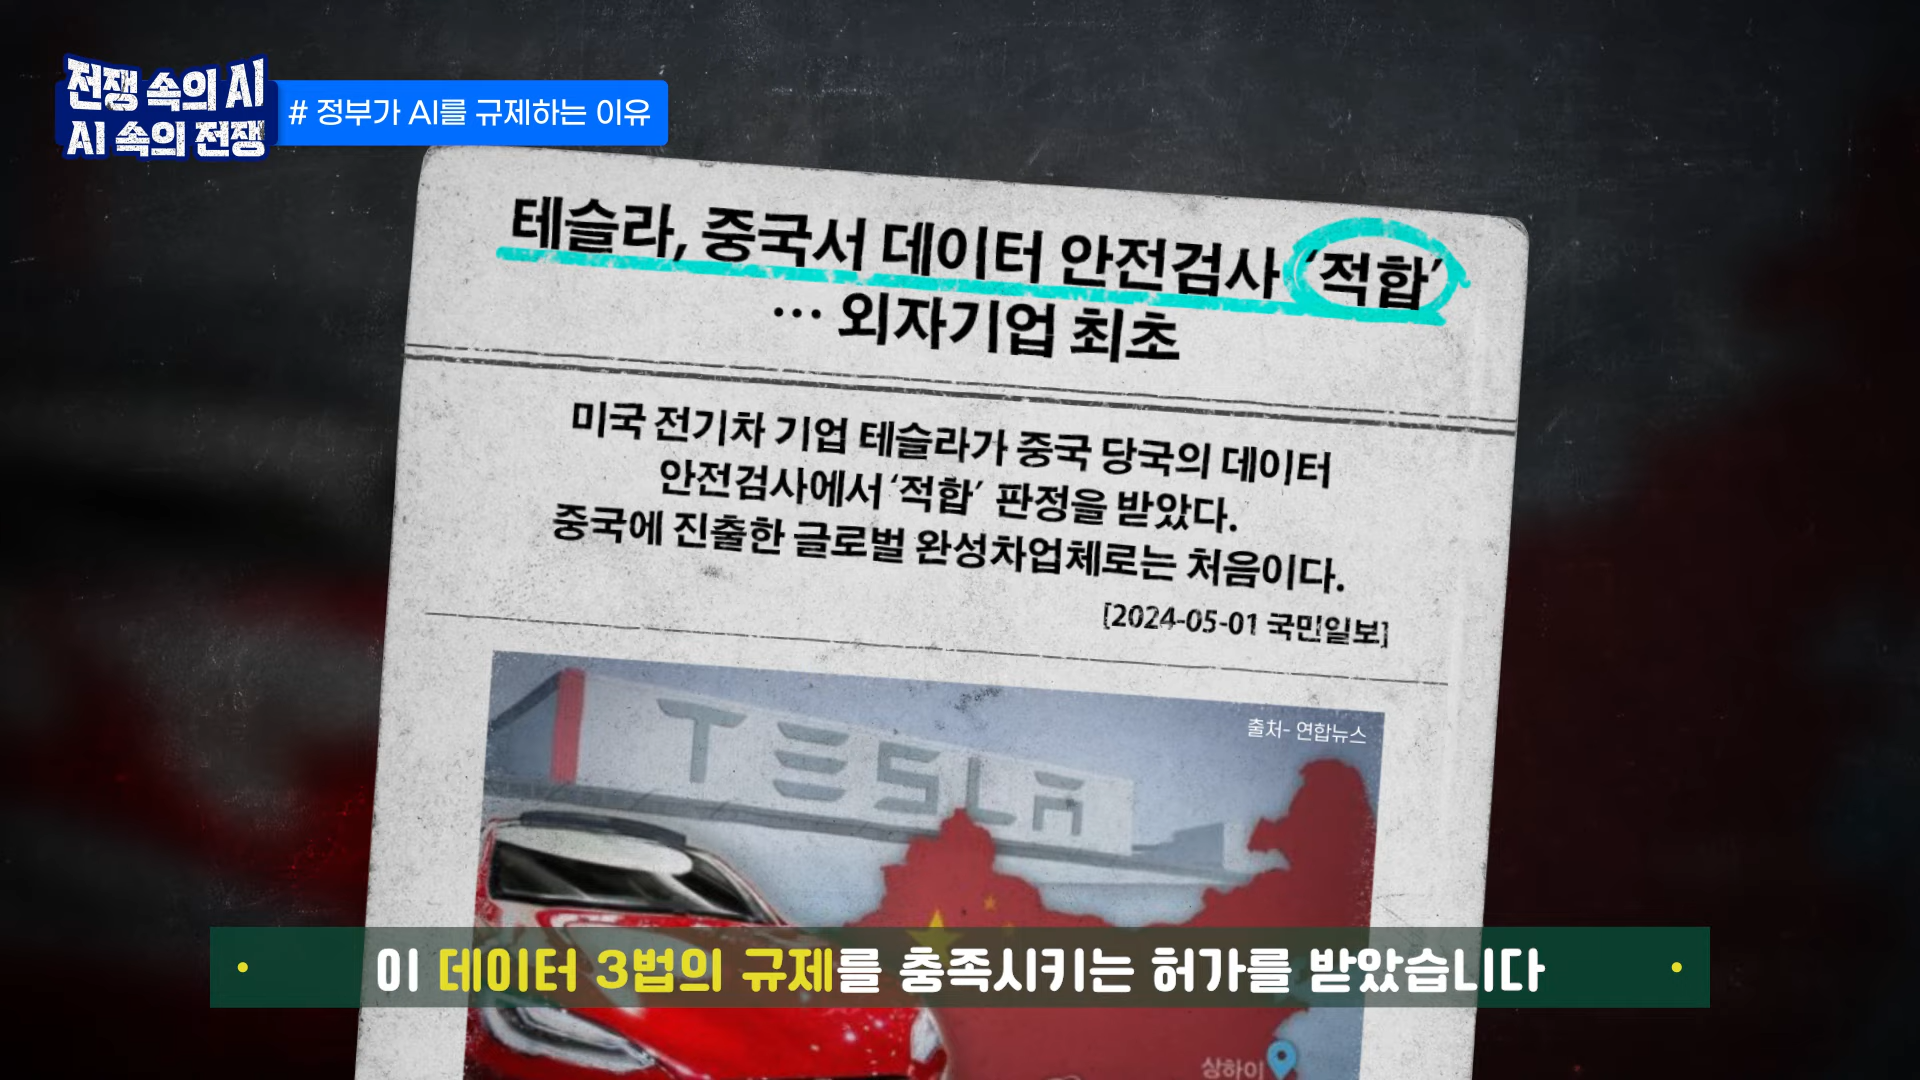 전쟁 속의 AI
AI 속의 전쟁
# 정부가 AI를 규제하는 이유
테슬라, 중국서 데이터 안전검사 ‘적합’
… 외자기업 최초
미국 전기차 기업 테슬라가 중국 당국의 데이터
안전검사에서 ‘적합’ 판정을 받았다.
중국에 진출한 글로벌 완성차업체로는 처음이다.
[2024-05-01 국민일보]
출처- 연합뉴스
TESLA
이 데이터 3법의 규제를 충족시키는 허가를 받았습니다
상하이